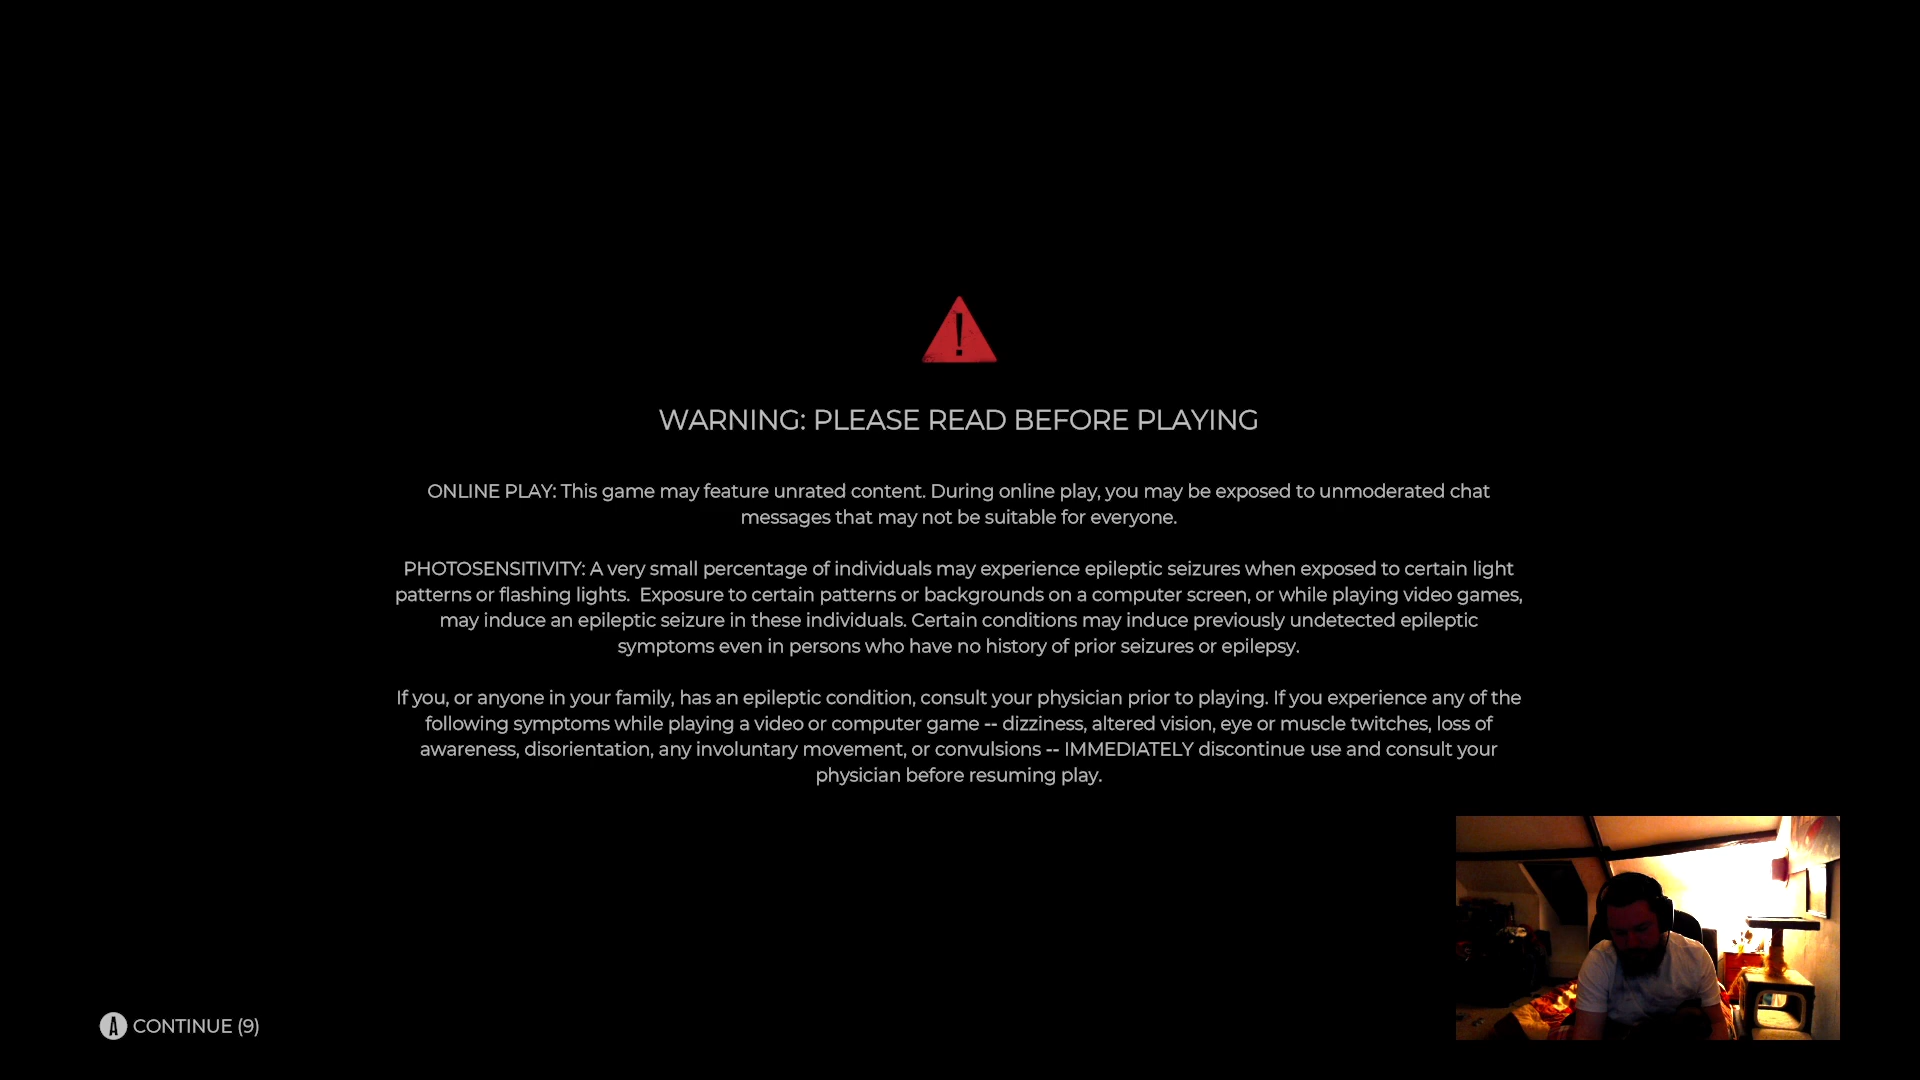 WARNING: PLEASE READ BEFORE PLAYING
ONLINE PLAY: This game may feature unrated content. During online play, you may be exposed to unmoderated chat
messages that may not be suitable for everyone.
PHOTOSENSITIVITY: A very small percentage of individuals may experience epileptic seizures when exposed to certain light
patterns or flashing lights.  Exposure to certain patterns or backgrounds on a computer screen, or while playing video games,
may induce an epileptic seizure in these individuals. Certain conditions may induce previously undetected epileptic
symptoms even in persons who have no history of prior seizures or epilepsy.
If you, or anyone in your family, has an epileptic condition, consult your physician prior to playing. If you experience any of the
following symptoms while playing a video or computer game -- dizziness, altered vision, eye or muscle twitches, loss of
awareness, disorientation, any involuntary movement, or convulsions -- IMMEDIATELY discontinue use and consult your
physician before resuming play.
A CONTINUE (9)